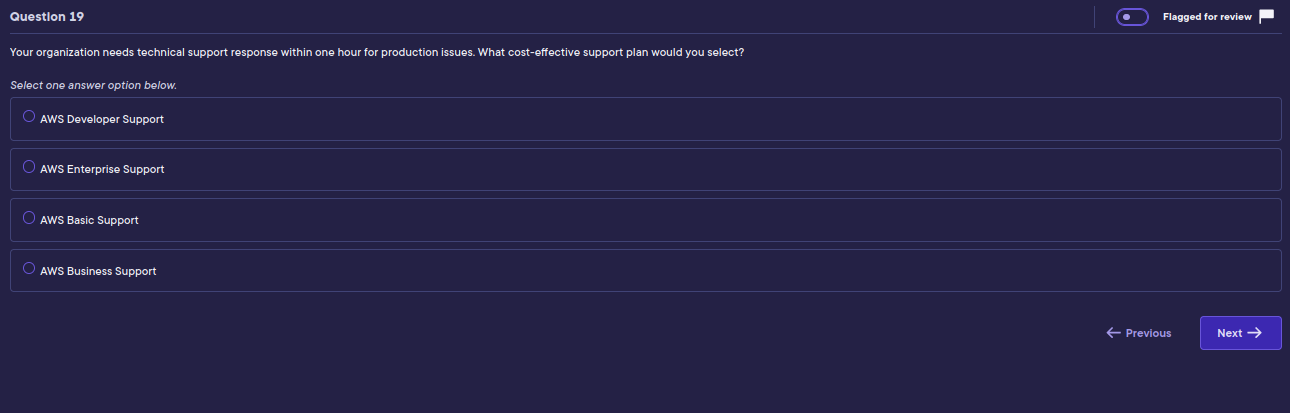 Question 19
Flagged for review
Your organization needs technical support response within one hour for production issues. What cost-effective support plan would you select?
Select one answer option below.
AWS Developer Support
AWS Enterprise Support
AWS Basic Support
AWS Business Support
Previous
Next